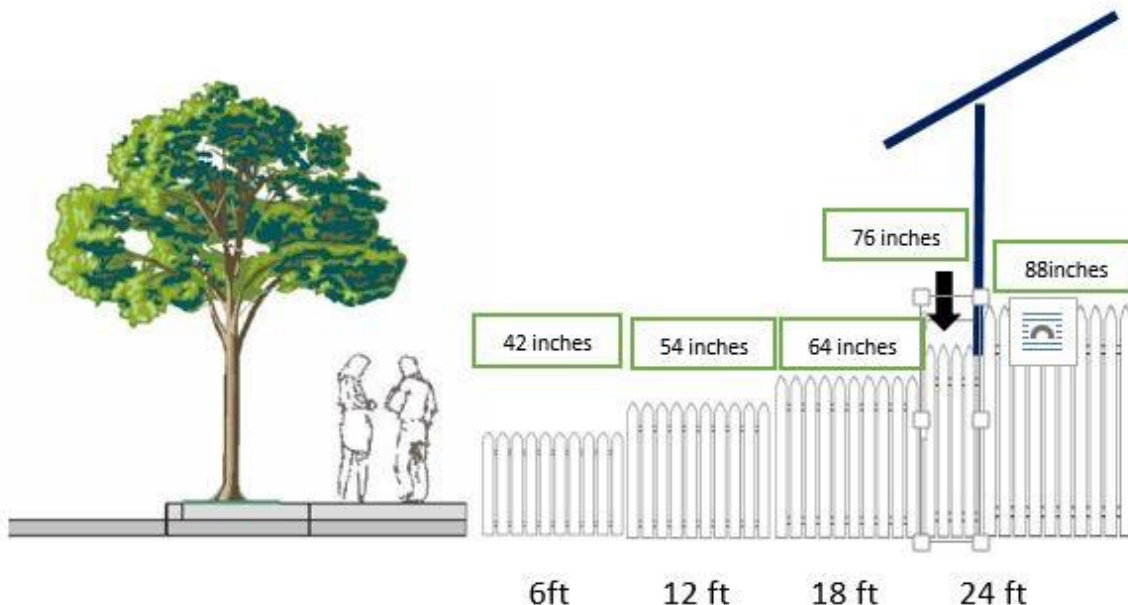 76 inches
88inches
42 inches
54 inches
64 inches
6ft
12 ft
18 ft
24 ft